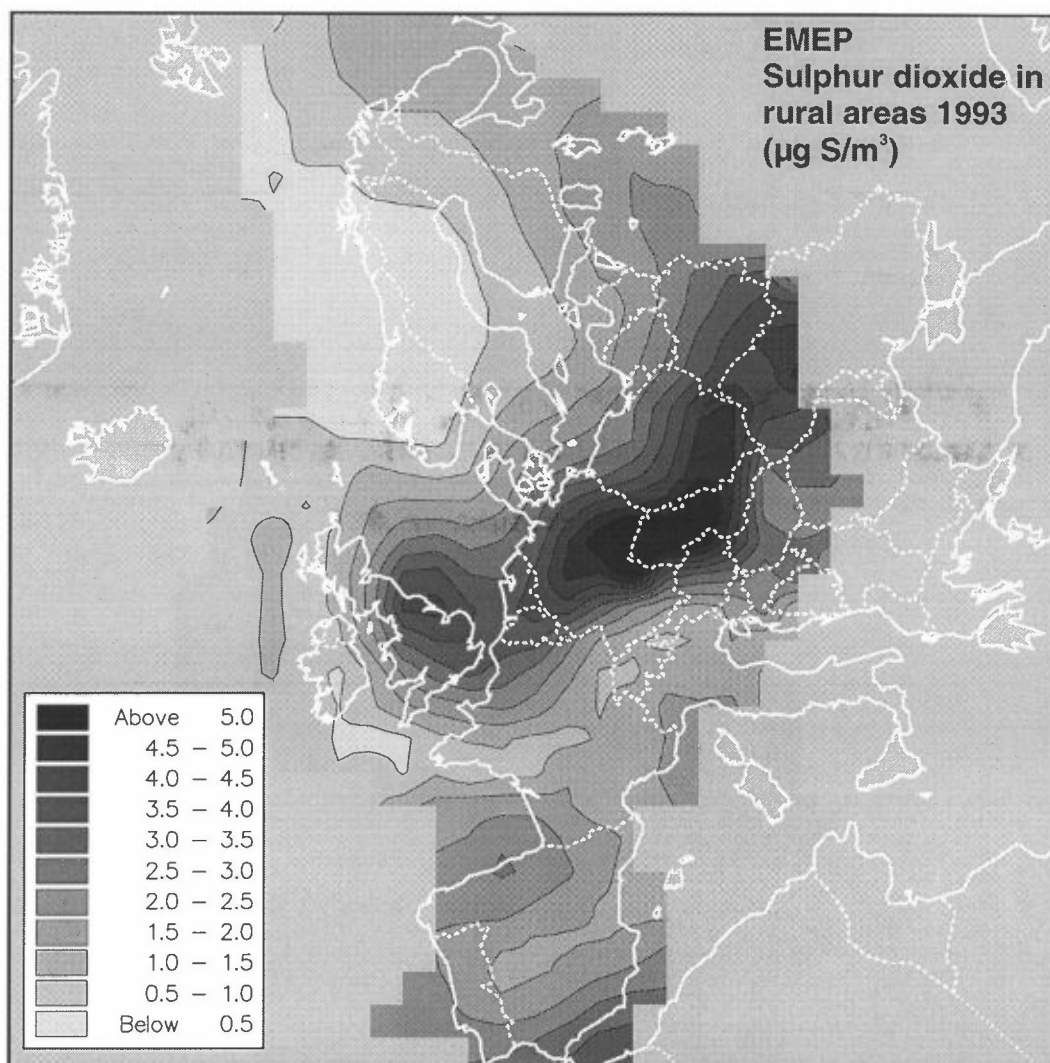 EMEP
Sulphur dioxide in
rural areas 1993
(µg S/m³)
Above 5.0
4.5 – 5.0
4.0 – 4.5
3.5 – 4.0
3.0 – 3.5
2.5 – 3.0
2.0 – 2.5
1.5 – 2.0
1.0 – 1.5
0.5 – 1.0
Below 0.5